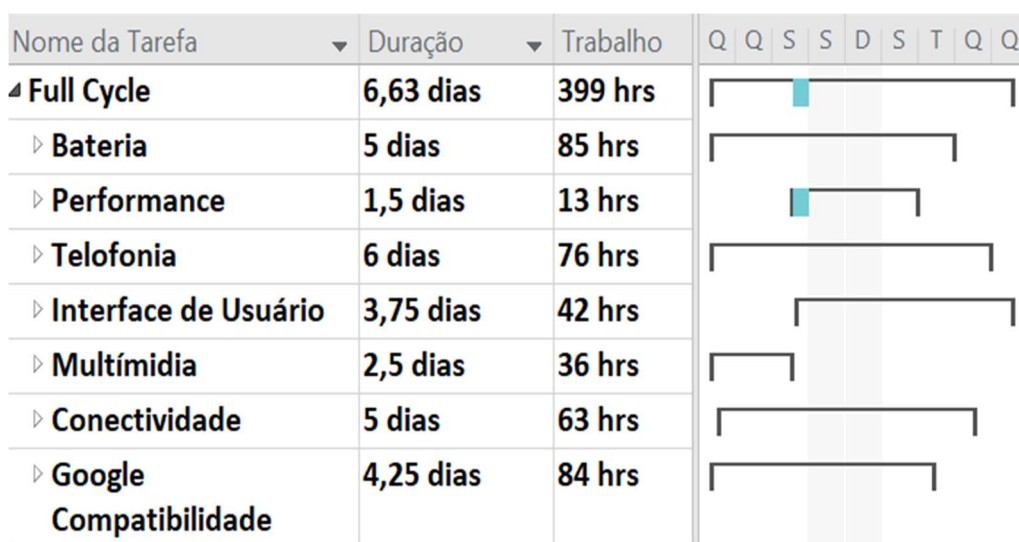 Nome da Tarefa Duração Trabalho Q Q S S D S T Q Q
Full Cycle 6,63 dias 399 hrs
Bateria 5 dias 85 hrs
Performance 1,5 dias 13 hrs
Telofonia 6 dias 76 hrs
Interface de Usuário 3,75 dias 42 hrs
Multímidia 2,5 dias 36 hrs
Conectividade 5 dias 63 hrs
Google 4,25 dias 84 hrs
Compatibilidade